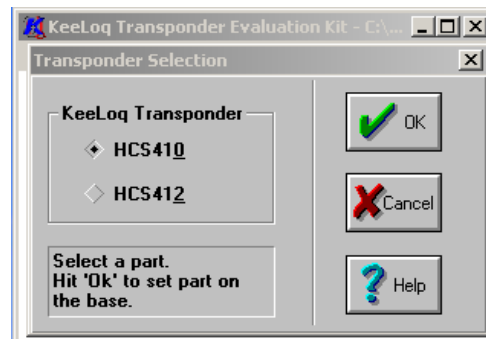 KeeLoq Transponder Evaluation Kit - C:\...
Transponder Selection
KeeLoq Transponder
HCS410
HCS412
Select a part.
Hit 'Ok' to set part on
the base.
OK
Cancel
Help